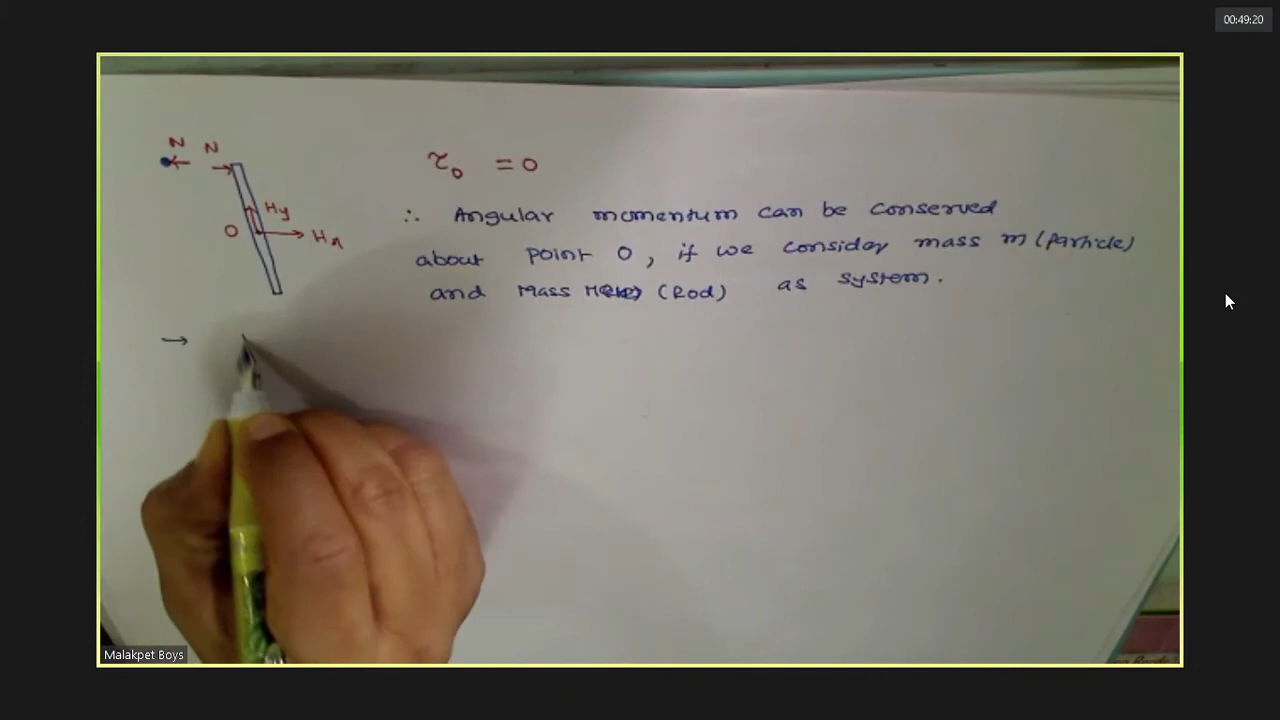 00:49:20
N N
τ₀ = 0
Hy
O
Hx
∴ Angular momentum can be conserved
about point O, if we consider mass m (particle)
and Mass M (Rod) as system.
→
Malakpet Boys